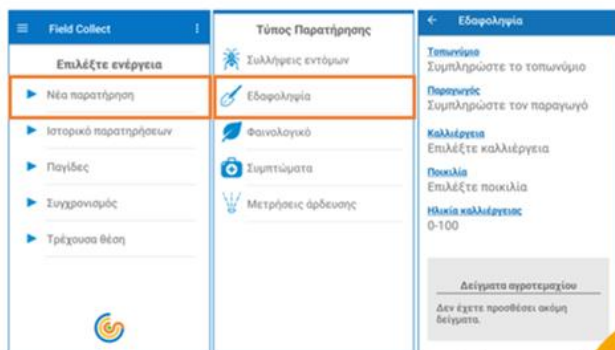 Field Collect
Επιλέξτε ενέργεια
Νέα παρατήρηση
Ιστορικό παρατηρήσεων
Παγίδες
Συγχρονισμός
Τρέχουσα θέση
Τύπος Παρατήρησης
Συλλήψεις εντόμων
Εδαφοληψία
Φαινολογικό
Συμπτώματα
Μετρήσεις άρδευσης
Εδαφοληψία
Τοπωνύμιο
Συμπληρώστε το τοπωνύμιο
Παραγωγός
Συμπληρώστε τον παραγωγό
Καλλιέργεια
Επιλέξτε καλλιέργεια
Ποικιλία
Επιλέξτε ποικιλία
Ηλικία καλλιέργειας
0-100
Δείγματα αγροτεμαχίου
Δεν έχετε προσθέσει ακόμη
δείγματα.